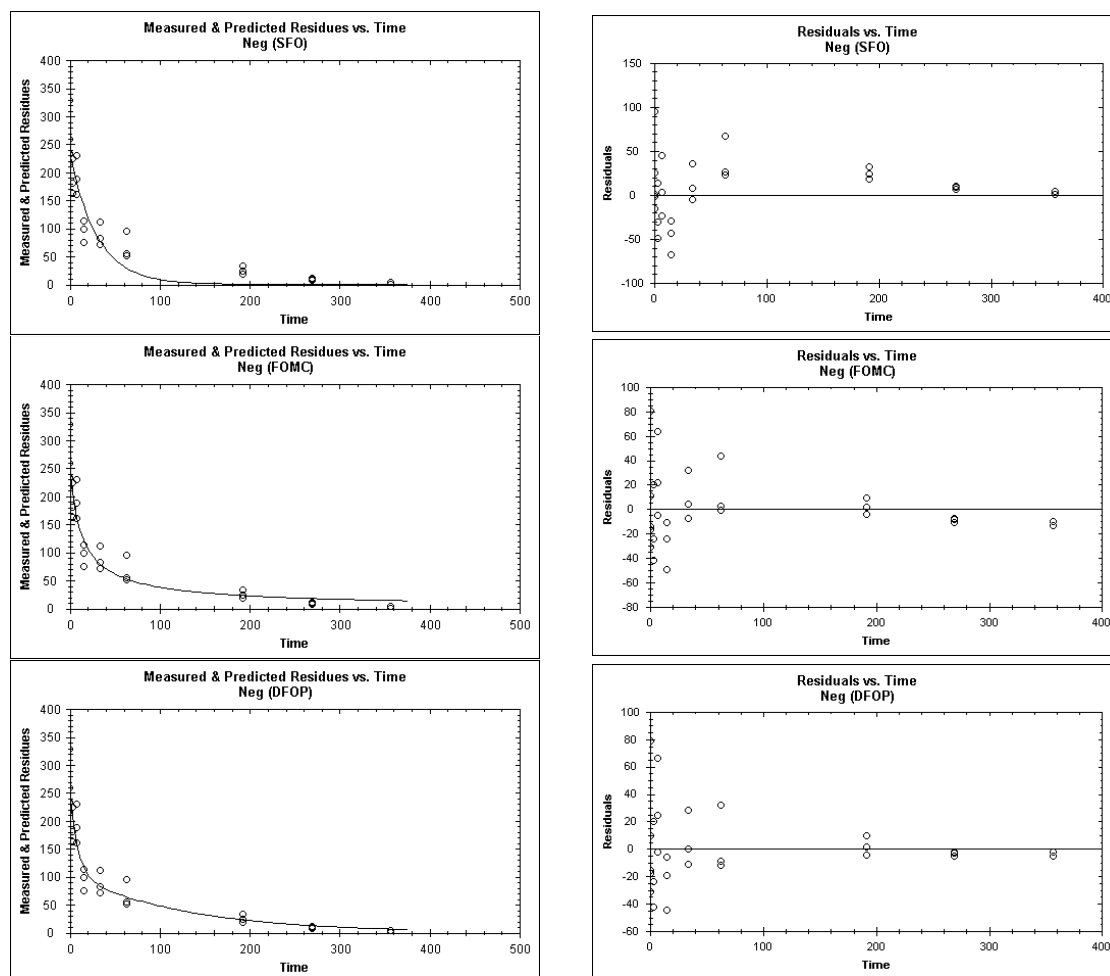 Measured & Predicted Residues vs. Time
Neg (SFO)
Measured & Predicted Residues
400
350
300
250
200
150
100
50
0
0 100 200 300 400 500
Time
Residuals vs. Time
Neg (SFO)
Residuals
150
100
50
0
-50
-100
0 100 200 300 400
Time
Measured & Predicted Residues vs. Time
Neg (FOMC)
Measured & Predicted Residues
400
350
300
250
200
150
100
50
0
0 100 200 300 400 500
Time
Residuals vs. Time
Neg (FOMC)
Residuals
100
80
60
40
20
0
-20
-40
-60
-80
0 100 200 300 400
Time
Measured & Predicted Residues vs. Time
Neg (DFOP)
Measured & Predicted Residues
400
350
300
250
200
150
100
50
0
0 100 200 300 400 500
Time
Residuals vs. Time
Neg (DFOP)
Residuals
100
80
60
40
20
0
-20
-40
-60
0 100 200 300 400
Time